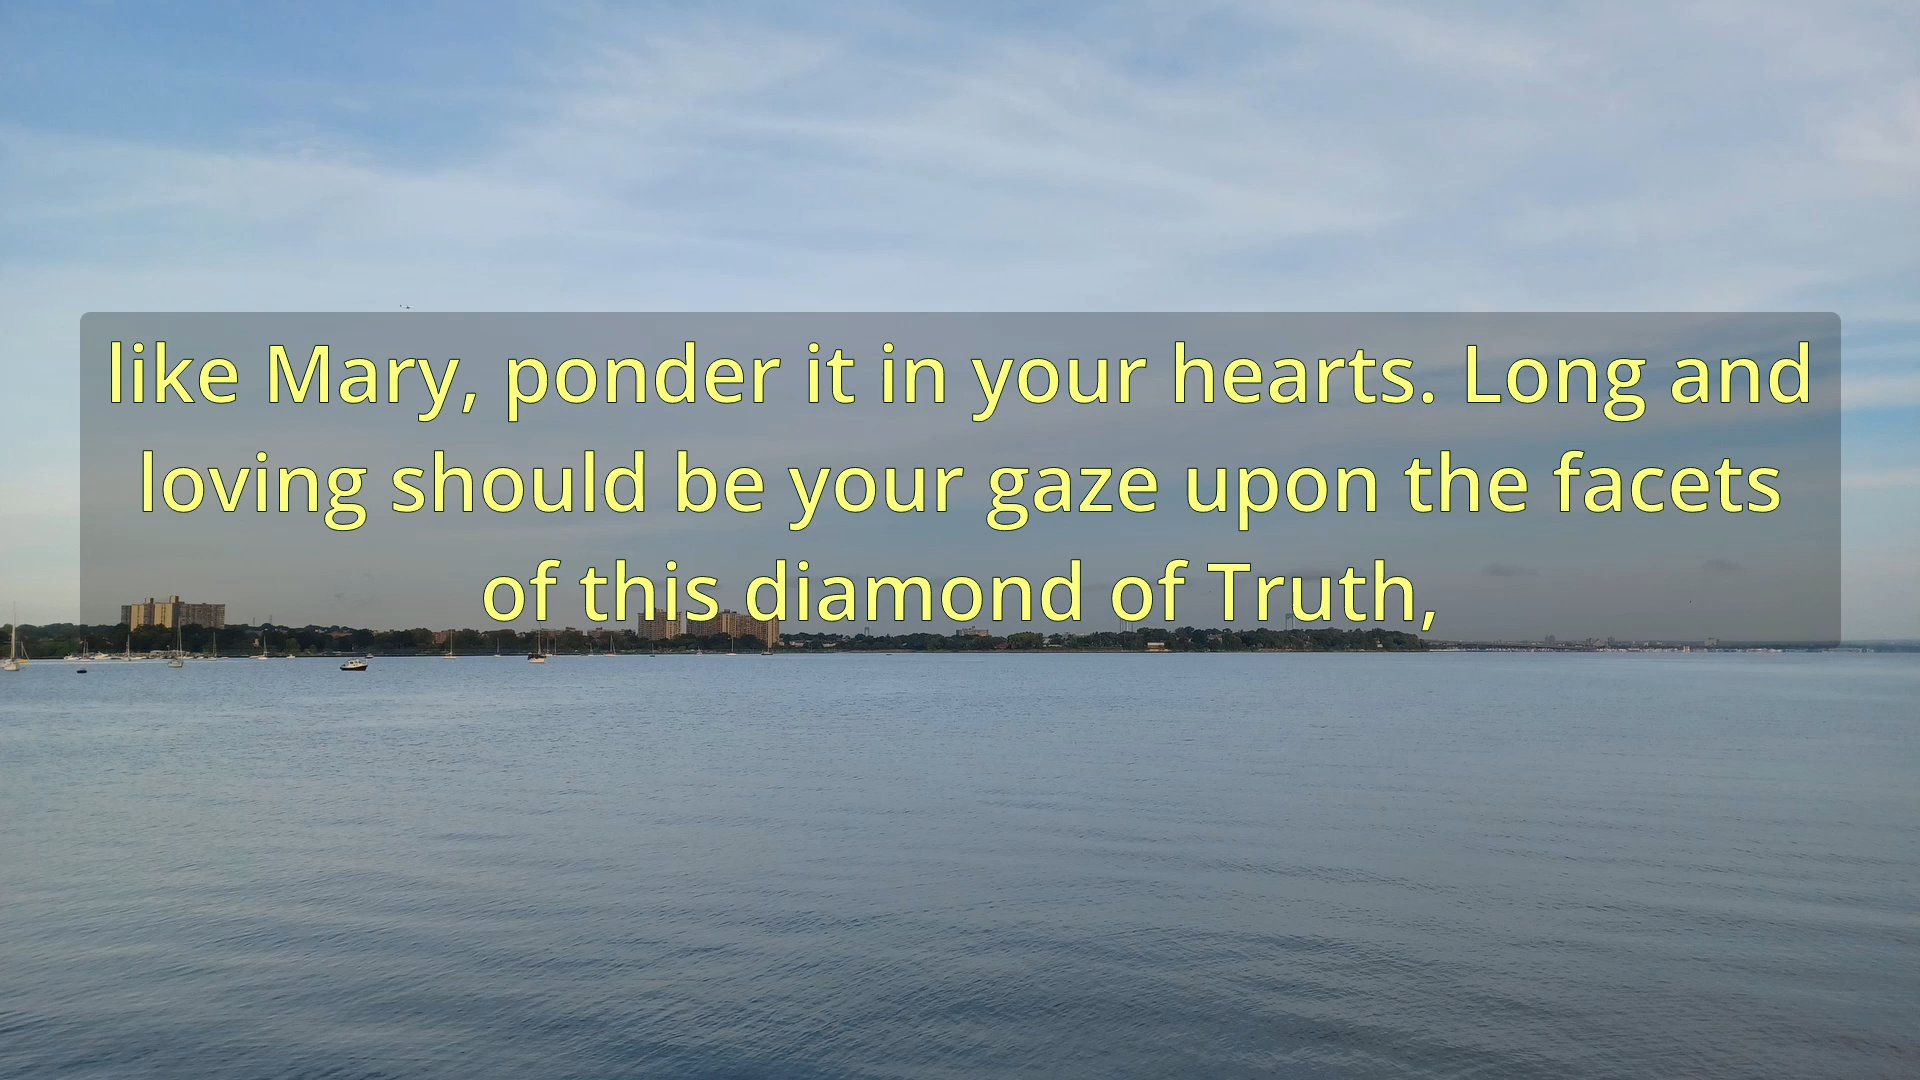 like Mary, ponder it in your hearts. Long and
loving should be your gaze upon the facets
of this diamond of Truth,